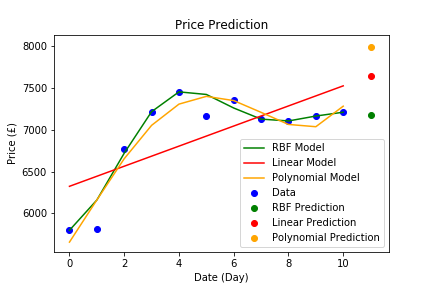 Price Prediction
Price (£)
8000
7500
7000
6500
6000
0
2
4
6
8
10
Date (Day)
RBF Model
Linear Model
Polynomial Model
Data
RBF Prediction
Linear Prediction
Polynomial Prediction